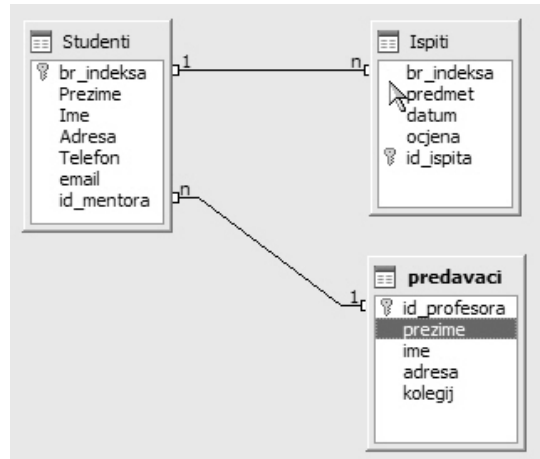 Studenti
br_indeksa
Prezime
Ime
Adresa
Telefon
email
id_mentora
1
n
Ispiti
br_indeksa
predmet
datum
ocjena
id_ispita
n
1
predavaci
id_profesora
prezime
ime
adresa
kolegij